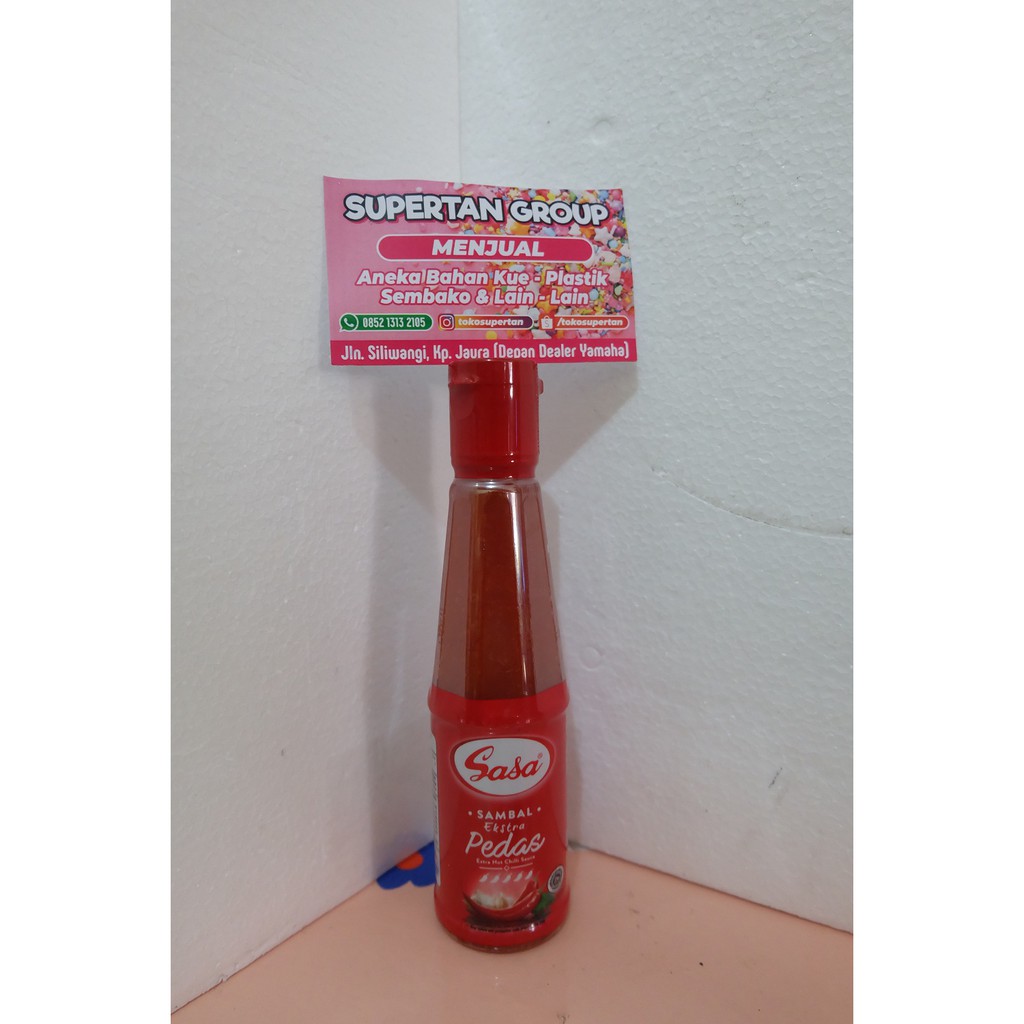 SUPERTAN GROUP
MENJUAL
Aneka Bahan Kue - Plastik
Sembako & Lain - Lain
0852 1313 2105 tokosupertan /tokosupertan
Jln. Siliwangi, Kp. Jaura (Depan Dealer Yamaha)
Sasa®
• SAMBAL •
Ekstra
Pedas
Extra Hot Chilli Sauce